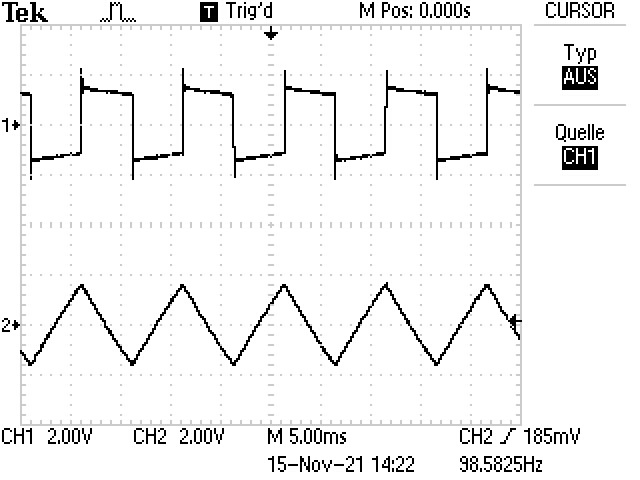 Tek T Trig'd M Pos: 0.000s CURSOR
Typ
AUS
1
Quelle
CH1
2
CH1 2.00V CH2 2.00V M 5.00ms CH2 185mV
15-Nov-21 14:22 98.5825Hz